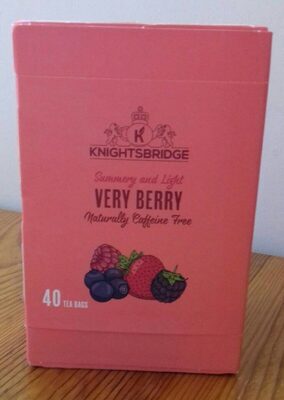 K
KNIGHTSBRIDGE
Summery and Light
VERY BERRY
Naturally Caffeine Free
40 TEA BAGS